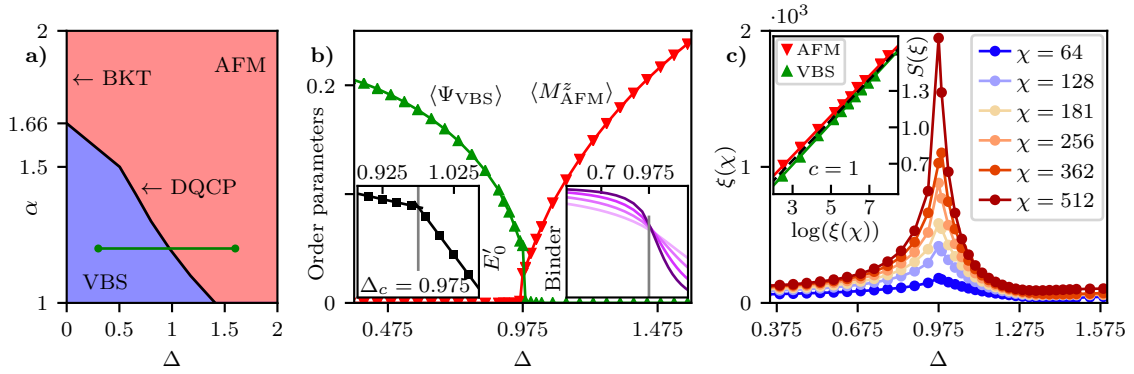 a)
2
1.66
1.5
1
α
← BKT
AFM
← DQCP
VBS
0
0.5
1
1.5
2
Δ
b)
0.2
0
Order parameters
⟨Ψ_VBS⟩
⟨M^z_AFM⟩
0.925
1.025
Δ_c = 0.975
E′_0
0.7
0.975
Binder
0.475
0.975
1.475
Δ
c)
×10^3
2
1
0
ξ(χ)
AFM
VBS
c = 1
S(ξ)
1.3
1.0
0.7
3
5
7
log(ξ(χ))
χ = 64
χ = 128
χ = 181
χ = 256
χ = 362
χ = 512
0.375
0.675
0.975
1.275
1.575
Δ